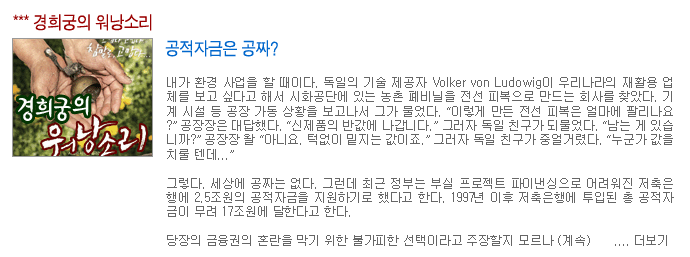 *** 경희궁의 워낭소리
경희궁의
워낭소리
공적자금은 공짜?
내가 환경 사업을 할 때이다. 독일의 기술 제공자 Volker von Ludowig이 우리나라의 재활용 업
체를 보고 싶다고 해서 시화공단에 있는 농촌 폐비닐을 전선 피복으로 만드는 회사를 찾았다. 기
계 시설 등 공장 가동 상황을 보고나서 그가 물었다. “이렇게 만든 전선 피복은 얼마에 팔리나요
?” 공장장은 대답했다. “신제품의 반값에 나갑니다.” 그러자 독일 친구가 되물었다. “남는 게 있습
니까?” 공장장 왈 “아니요, 턱없이 밑지는 값이죠.” 그러자 독일 친구가 중얼거렸다. “누군가 값을
치룰 텐데...”
그렇다. 세상에 공짜는 없다. 그런데 최근 정부는 부실 프로젝트 파이낸싱으로 어려워진 저축은
행에 2.5조원의 공적자금을 지원하기로 했다고 한다. 1997년 이후 저축은행에 투입된 총 공적자
금이 무려 17조원에 달한다고 한다.
당장의 금융권의 혼란을 막기 위한 불가피한 선택이라고 주장할지 모르나 (계속) .... 더보기